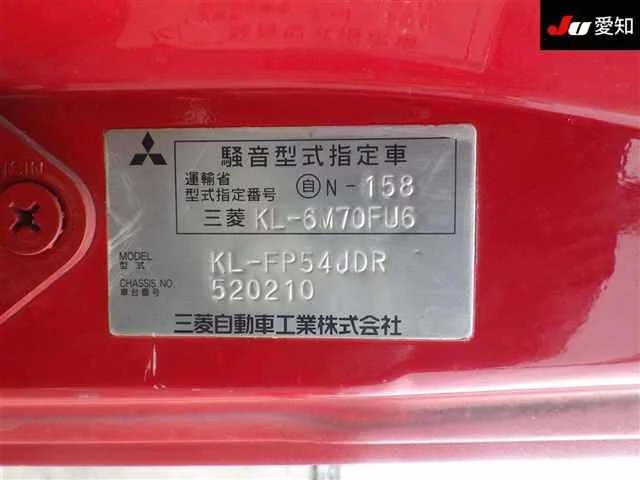 JU 愛知
騒音型式指定車
運輸省
型式指定番号 自 N-158
三菱 KL-6M70FU6
MODEL
型式 KL-FP54JDR
CHASSIS NO.
車台番号 520210
三菱自動車工業株式会社